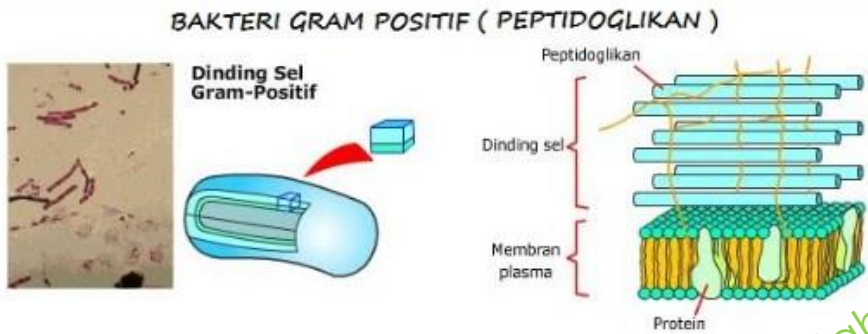 BAKTERI GRAM POSITIF ( PEPTIDOGLIKAN )
Dinding Sel
Gram-Positif
Peptidoglikan
Dinding sel
Membran
plasma
Protein